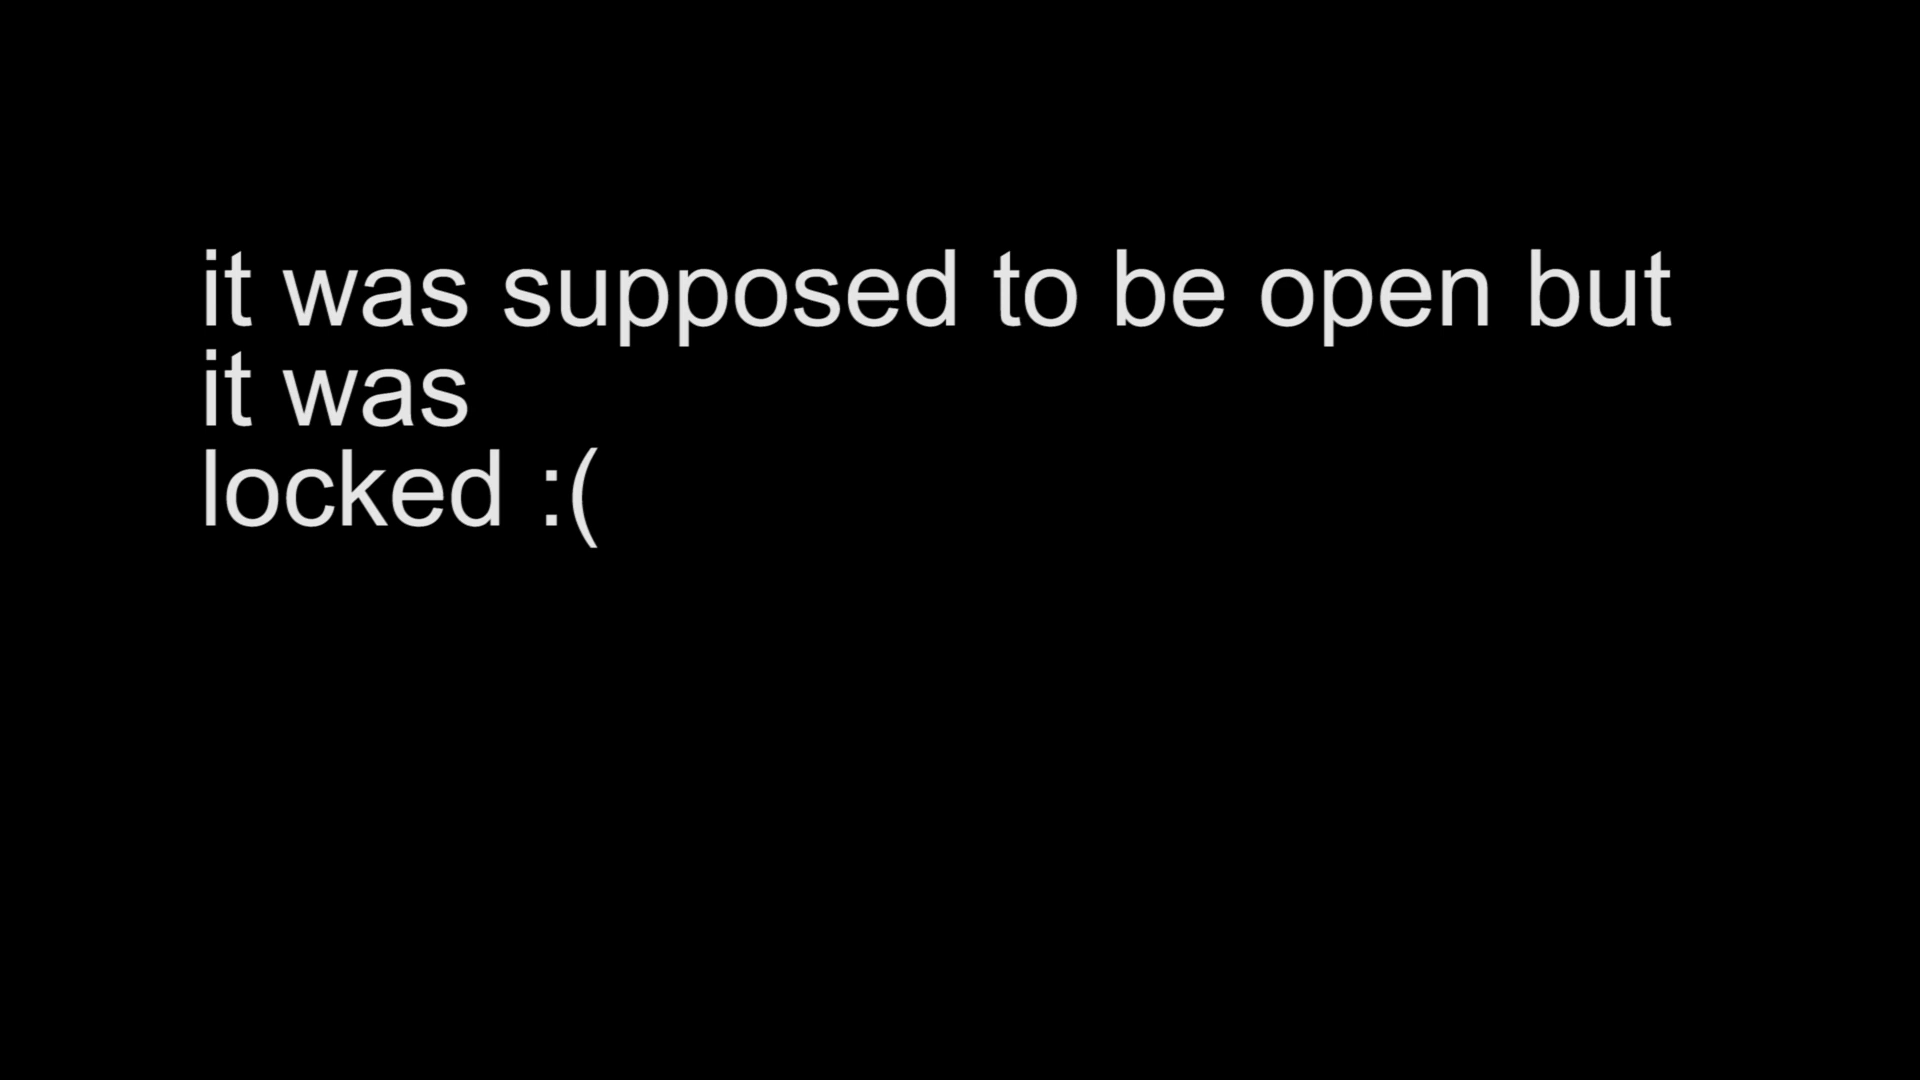 it was supposed to be open but
it was
locked :(